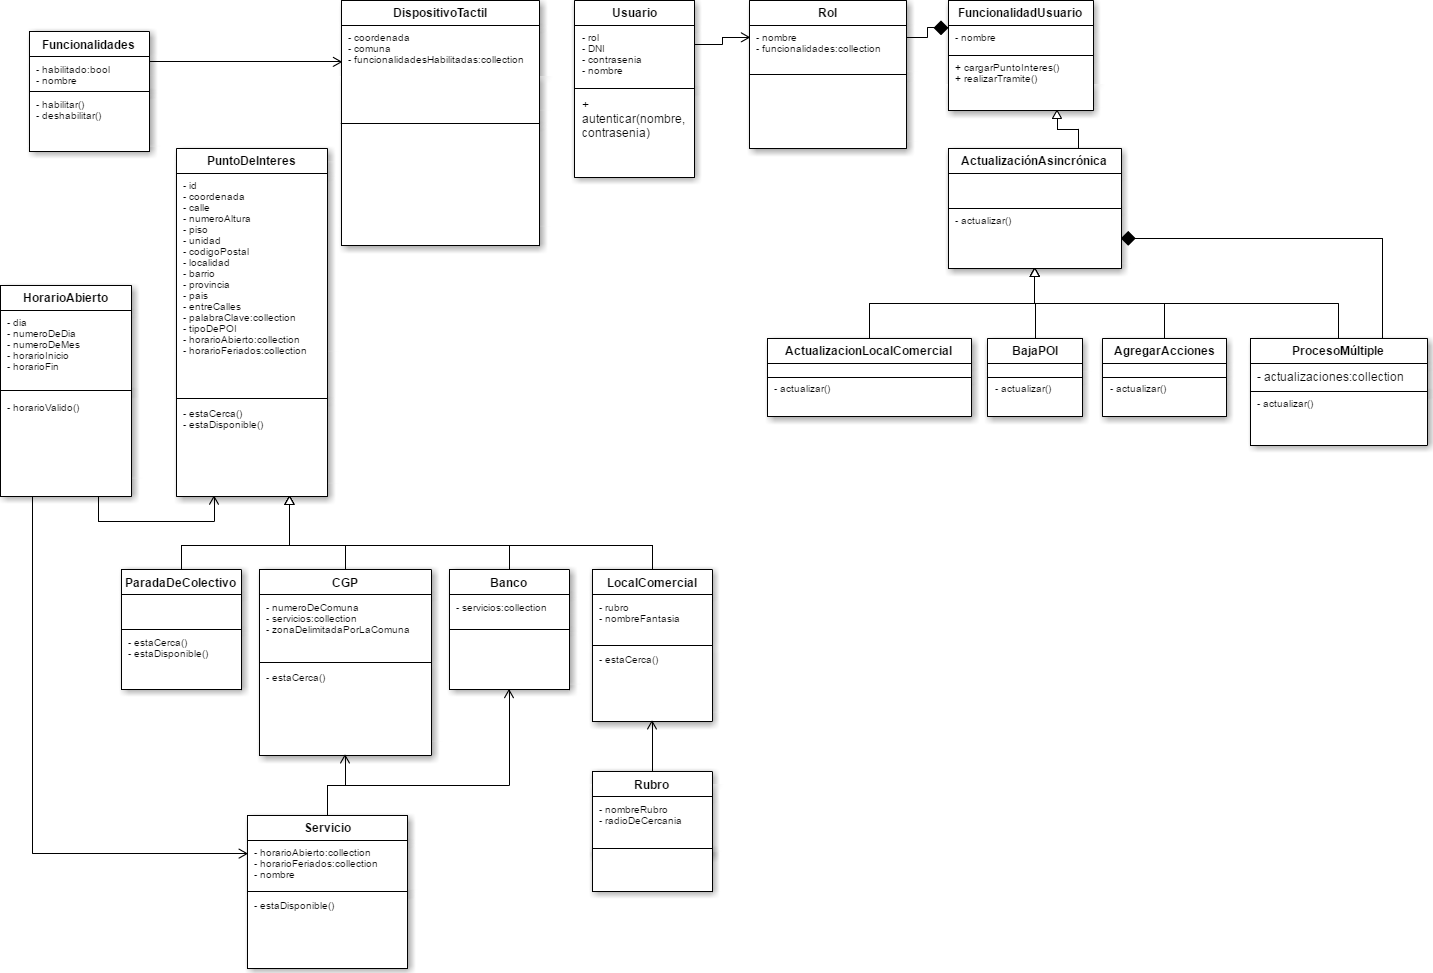 Funcionalidades
- habilitado:bool
- nombre
- habilitar()
- deshabilitar()
DispositivoTactil
- coordenada
- comuna
- funcionalidadesHabilitadas:collection
Usuario
- rol
- DNI
- contrasenia
- nombre
+
autenticar(nombre,
contrasenia)
Rol
- nombre
- funcionalidades:collection
FuncionalidadUsuario
- nombre
+ cargarPuntoInteres()
+ realizarTramite()
PuntoDeInteres
- id
- coordenada
- calle
- numeroAltura
- piso
- unidad
- codigoPostal
- localidad
- barrio
- provincia
- pais
- entreCalles
- palabraClave:collection
- tipoDePOI
- horarioAbierto:collection
- horarioFeriados:collection
- estaCerca()
- estaDisponible()
ActualizaciónAsincrónica
- actualizar()
HorarioAbierto
- dia
- numeroDeDia
- numeroDeMes
- horarioInicio
- horarioFin
- horarioValido()
ActualizacionLocalComercial
- actualizar()
BajaPOI
- actualizar()
AgregarAcciones
- actualizar()
ProcesoMúltiple
- actualizaciones:collection
- actualizar()
ParadaDeColectivo
- estaCerca()
- estaDisponible()
CGP
- numeroDeComuna
- servicios:collection
- zonaDelimitadaPorLaComuna
- estaCerca()
Banco
- servicios:collection
LocalComercial
- rubro
- nombreFantasia
- estaCerca()
Rubro
- nombreRubro
- radioDeCercania
Servicio
- horarioAbierto:collection
- horarioFeriados:collection
- nombre
- estaDisponible()